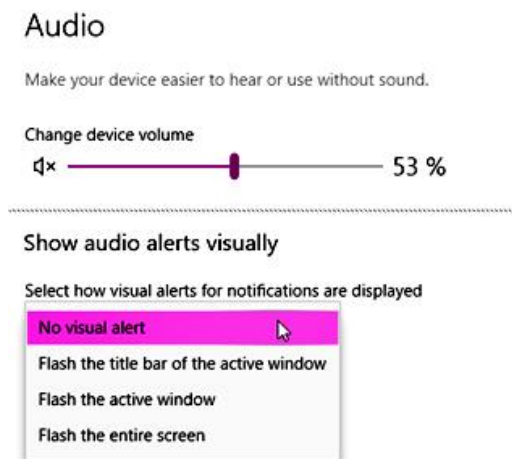 Audio
Make your device easier to hear or use without sound.
Change device volume
53 %
Show audio alerts visually
Select how visual alerts for notifications are displayed
No visual alert
Flash the title bar of the active window
Flash the active window
Flash the entire screen